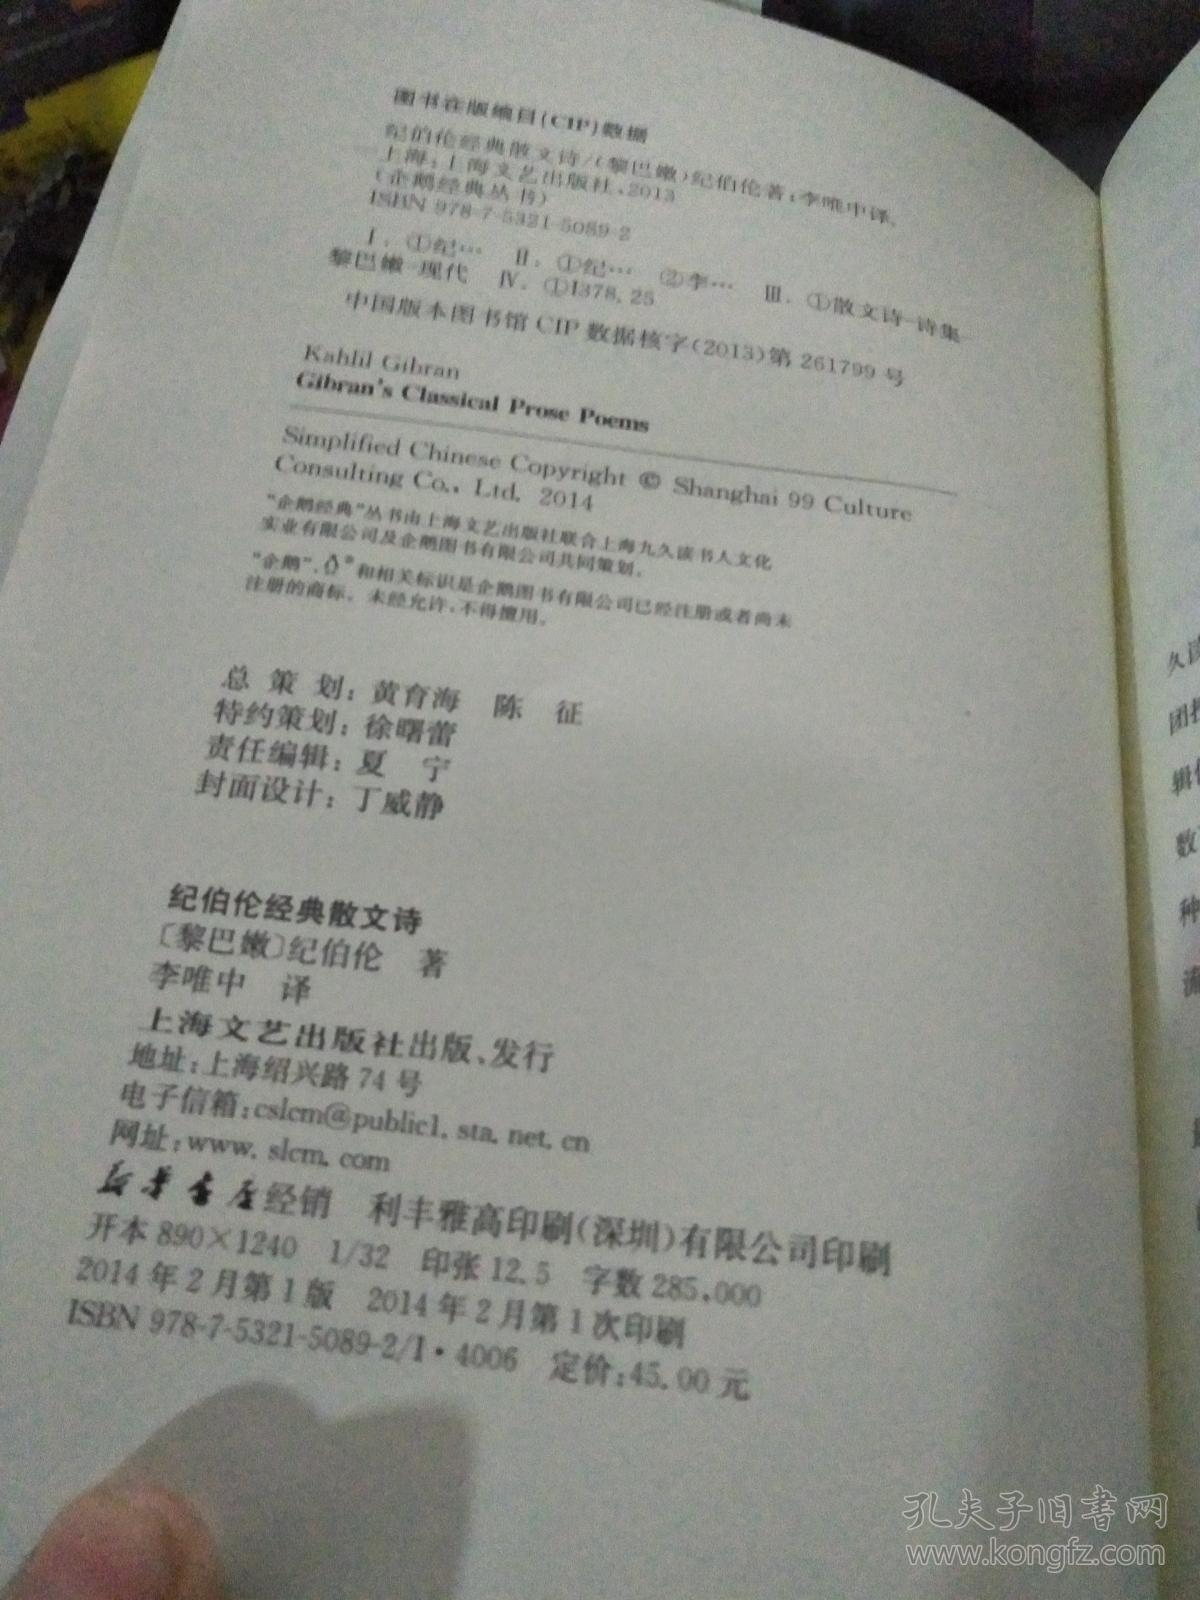 图书在版编目(CIP)数据
纪伯伦经典散文诗/(黎巴嫩)纪伯伦著;李唯中译.
上海:上海文艺出版社,2013
(企鹅经典丛书)
ISBN 978-7-5321-5089-2
Ⅰ.①纪… Ⅱ.①纪… ②李… Ⅲ.①散文诗-诗集-
黎巴嫩-现代 Ⅳ.①I378.25
中国版本图书馆CIP数据核字(2013)第261799号
Kahlil Gibran
Gibran's Classical Prose Poems
Simplified Chinese Copyright © Shanghai 99 Culture
Consulting Co., Ltd. 2014
“企鹅经典”丛书由上海文艺出版社联合上海九久读书人文化
实业有限公司及企鹅图书有限公司共同策划。
“企鹅”、®和相关标识是企鹅图书有限公司已经注册或者尚未
注册的商标。未经允许,不得擅用。
总 策 划:黄育海 陈 征
特约策划:徐曙蕾
责任编辑:夏 宁
封面设计:丁威静
纪伯伦经典散文诗
〔黎巴嫩〕纪伯伦 著
李唯中 译
上海文艺出版社出版、发行
地址:上海绍兴路74号
电子信箱:cslcm@public1.sta.net.cn
网址:www.slcm.com
新华书店经销 利丰雅高印刷(深圳)有限公司印刷
开本890×1240 1/32 印张12.5 字数285,000
2014年2月第1版 2014年2月第1次印刷
ISBN 978-7-5321-5089-2/I·4006 定价:45.00元
久读
团
辑
数
种
孔夫子旧书网
www.kongfz.com